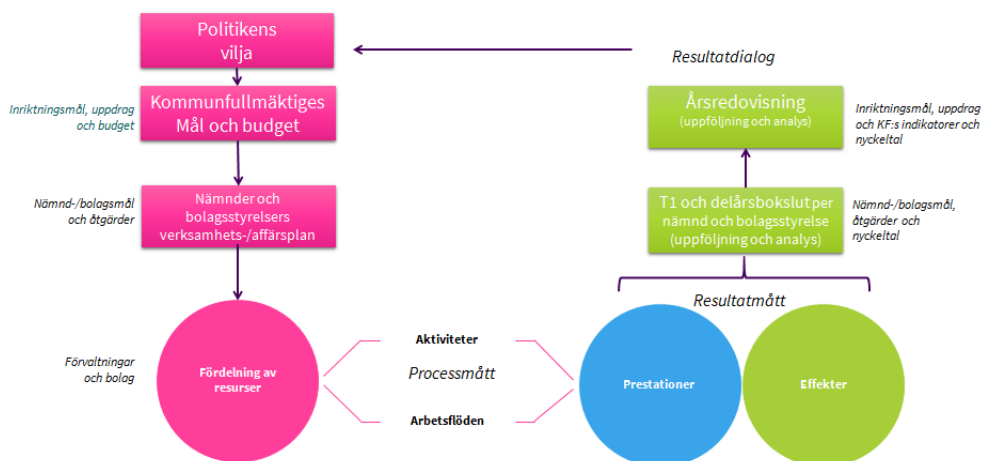 Politikens
vilja
Resultatdialog
Inriktningsmål, uppdrag
och budget
Kommunfullmäktiges
Mål och budget
Årsredovisning
(uppföljning och analys)
Inriktningsmål, uppdrag
och KF:s indikatorer och
nyckeltal
Nämnd-/bolagsmål
och åtgärder
Nämnder och
bolagsstyrelsers
verksamhets-/affärsplan
T1 och delårsbokslut per
nämnd och bolagsstyrelse
(uppföljning och analys)
Nämnd-/bolagsmål,
åtgärder och
nyckeltal
Resultatmått
Förvaltningar
och bolag
Fördelning av
resurser
Aktiviteter
Processmått
Arbetsflöden
Prestationer
Effekter